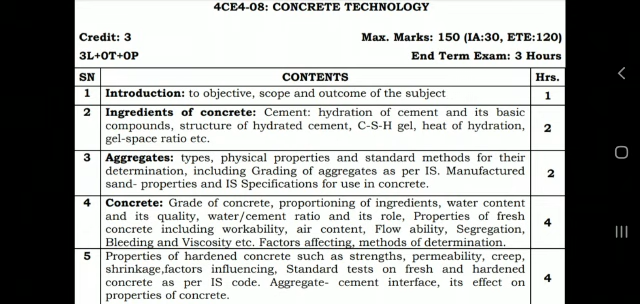 4CE4-08: CONCRETE TECHNOLOGY
Credit: 3 Max. Marks: 150 (IA:30, ETE:120)
3L+0T+0P End Term Exam: 3 Hours
SN CONTENTS Hrs.
1 Introduction: to objective, scope and outcome of the subject 1
2 Ingredients of concrete: Cement: hydration of cement and its basic
compounds, structure of hydrated cement, C-S-H gel, heat of hydration, 2
gel-space ratio etc.
3 Aggregates: types, physical properties and standard methods for their
determination, including Grading of aggregates as per IS. Manufactured 2
sand- properties and IS Specifications for use in concrete.
4 Concrete: Grade of concrete, proportioning of ingredients, water content
and its quality, water/cement ratio and its role, Properties of fresh 4
concrete including workability, air content, Flow ability, Segregation,
Bleeding and Viscosity etc. Factors affecting, methods of determination.
5 Properties of hardened concrete such as strengths, permeability, creep,
shrinkage,factors influencing, Standard tests on fresh and hardened 4
concrete as per IS code. Aggregate- cement interface, its effect on
properties of concrete.